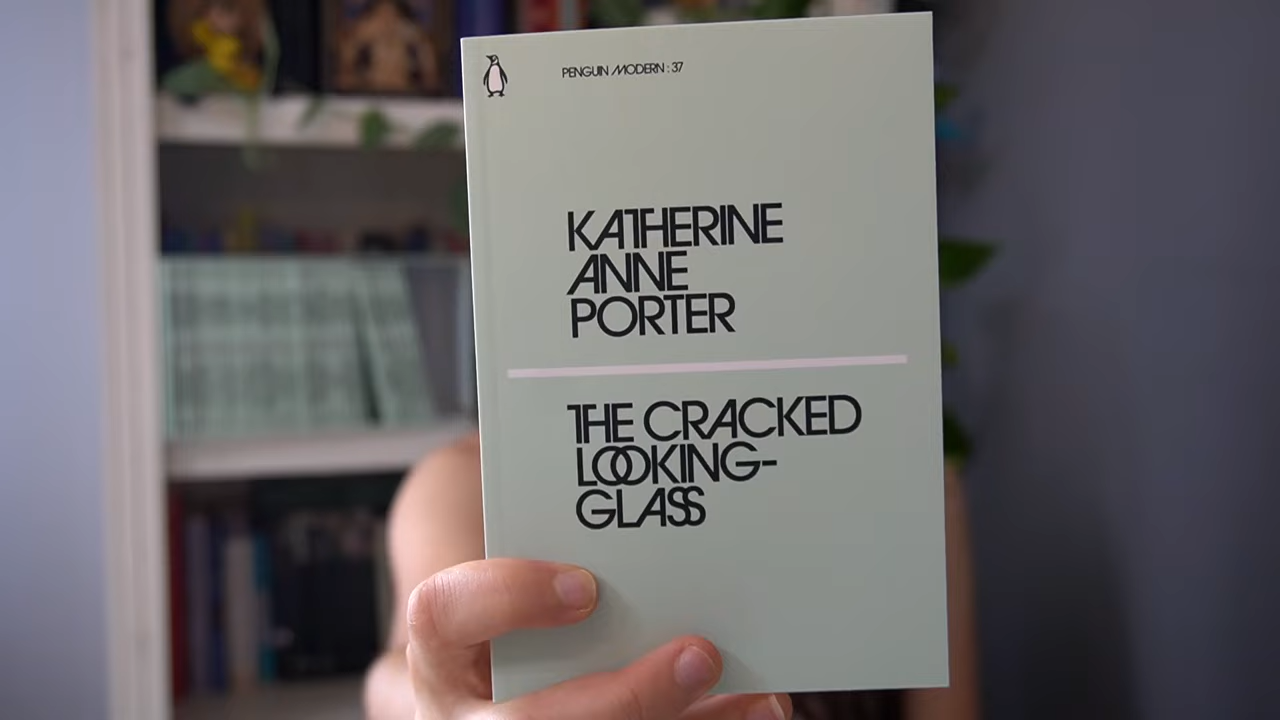 PENGUIN MODERN : 37
KATHERINE
ANNE
PORTER
THE CRACKED
LOOKING-
GLASS